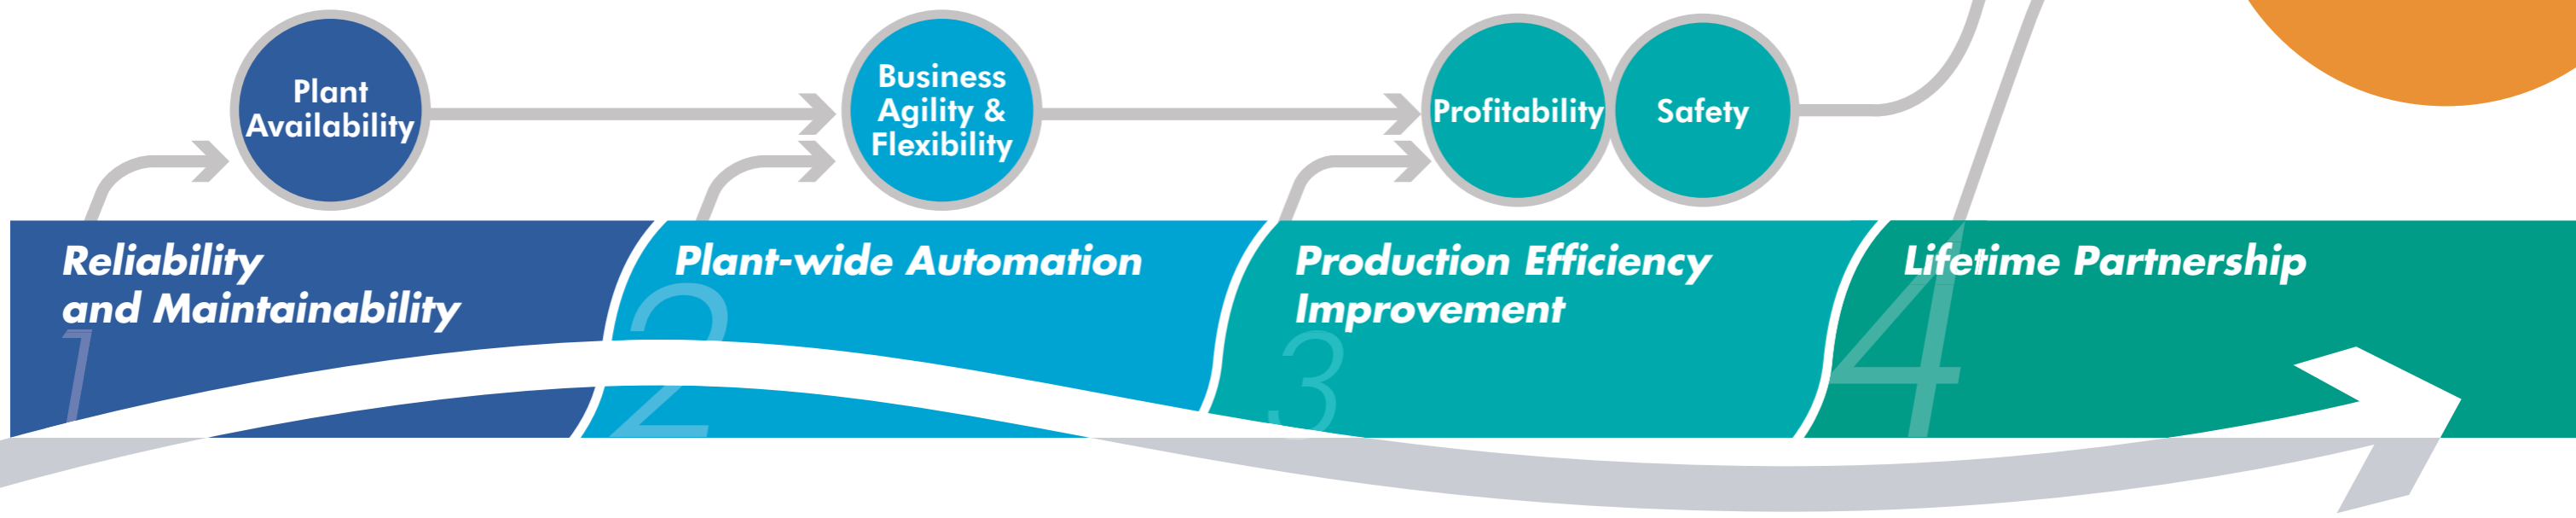 Plant
Availability
Business
Agility &
Flexibility
Profitability
Safety
Reliability
and Maintainability
1
Plant-wide Automation
2
Production Efficiency
Improvement
3
Lifetime Partnership
4